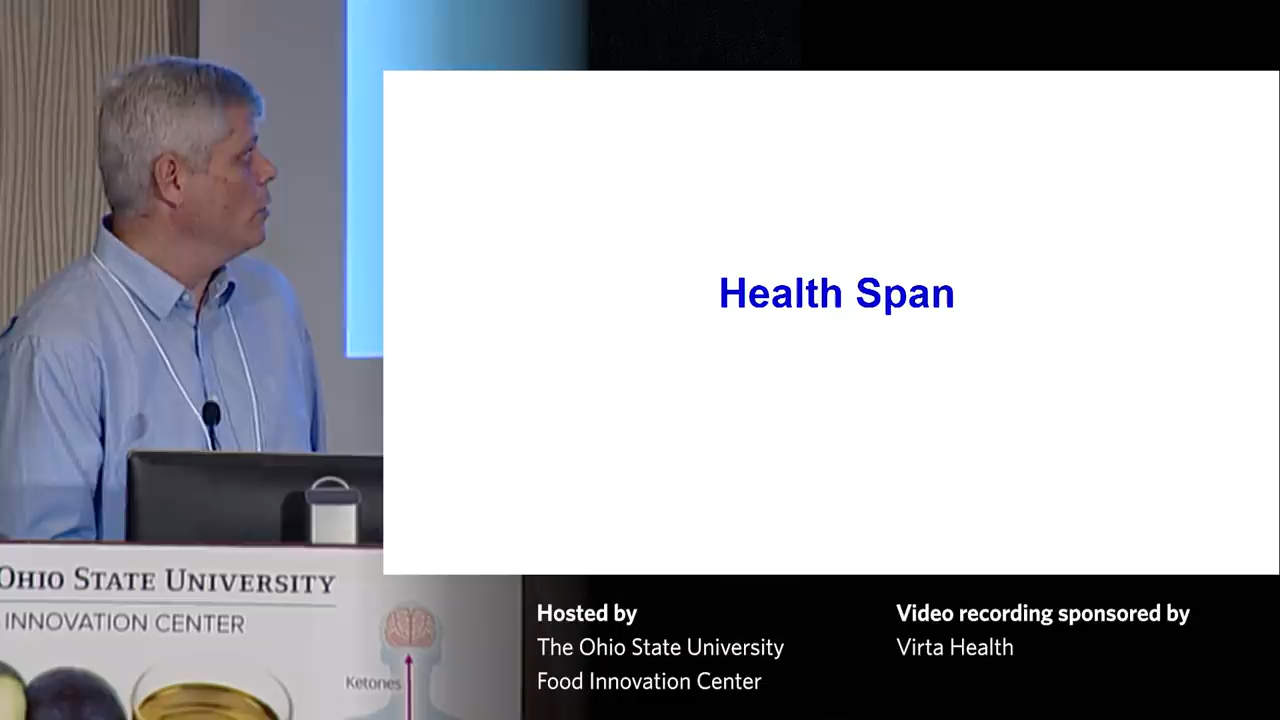 Health Span
OHIO STATE UNIVERSITY
INNOVATION CENTER
Ketones
Hosted by
The Ohio State University
Food Innovation Center
Video recording sponsored by
Virta Health